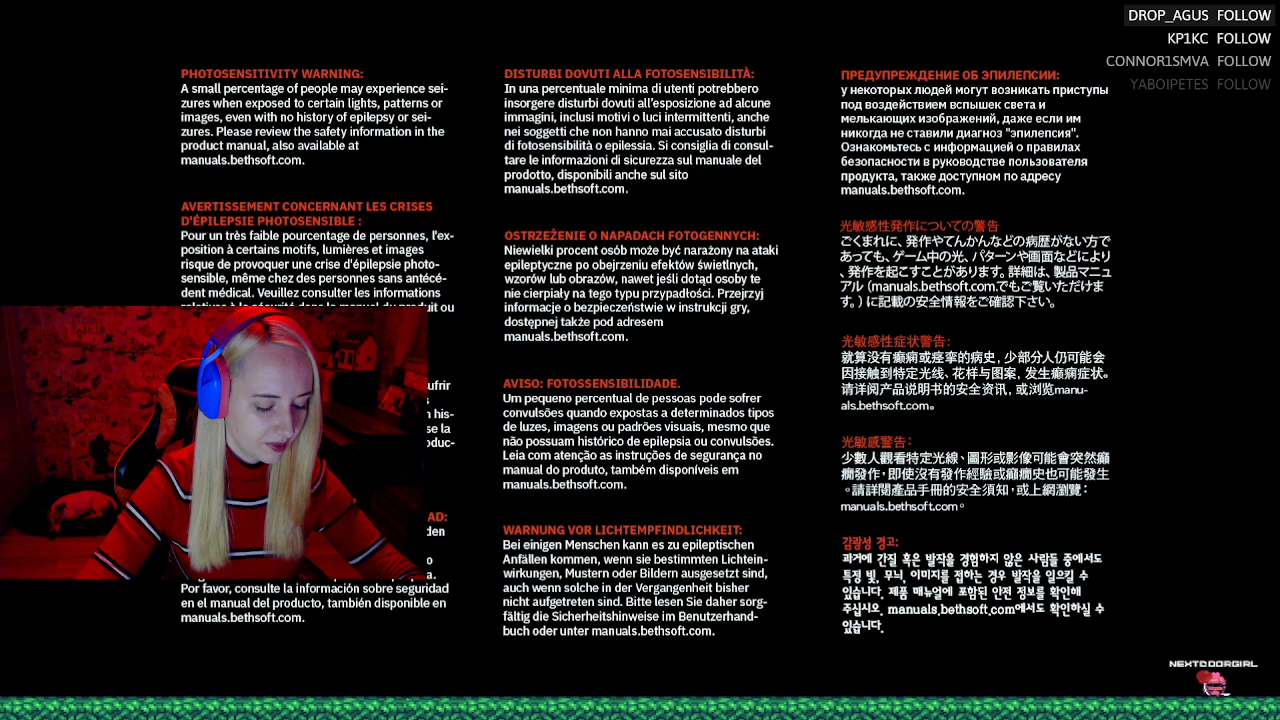 DROP_AGUS FOLLOW
KP1KC FOLLOW
CONNOR1SMVA FOLLOW
YABOIPETES FOLLOW
PHOTOSENSITIVITY WARNING:
A small percentage of people may experience sei-
zures when exposed to certain lights, patterns or
images, even with no history of epilepsy or sei-
zures. Please review the safety information in the
product manual, also available at
manuals.bethsoft.com.
AVERTISSEMENT CONCERNANT LES CRISES
D'ÉPILEPSIE PHOTOSENSIBLE :
Pour un très faible pourcentage de personnes, l'ex-
position à certains motifs, lumières et images
risque de provoquer une crise d'épilepsie photo-
sensible, même chez des personnes sans antécé-
dent médical. Veuillez consulter les informations
relatives à la sécurité dans le manuel du produit ou
ufrir
n his-
se la
oduc-
AD:
den
o
a.
Por favor, consulte la información sobre seguridad
en el manual del producto, también disponible en
manuals.bethsoft.com.
DISTURBI DOVUTI ALLA FOTOSENSIBILITÀ:
In una percentuale minima di utenti potrebbero
insorgere disturbi dovuti all'esposizione ad alcune
immagini, inclusi motivi o luci intermittenti, anche
nei soggetti che non hanno mai accusato disturbi
di fotosensibilità o epilessia. Si consiglia di consul-
tare le informazioni di sicurezza sul manuale del
prodotto, disponibili anche sul sito
manuals.bethsoft.com.
OSTRZEŻENIE O NAPADACH FOTOGENNYCH:
Niewielki procent osób może być narażony na ataki
epileptyczne po obejrzeniu efektów świetlnych,
wzorów lub obrazów, nawet jeśli dotąd osoby te
nie cierpiały na tego typu przypadłości. Przejrzyj
informacje o bezpieczeństwie w instrukcji gry,
dostępnej także pod adresem
manuals.bethsoft.com.
AVISO: FOTOSSENSIBILIDADE.
Um pequeno percentual de pessoas pode sofrer
convulsões quando expostas a determinados tipos
de luzes, imagens ou padrões visuais, mesmo que
não possuam histórico de epilepsia ou convulsões.
Leia com atenção as instruções de segurança no
manual do produto, também disponíveis em
manuals.bethsoft.com.
WARNUNG VOR LICHTEMPFINDLICHKEIT:
Bei einigen Menschen kann es zu epileptischen
Anfällen kommen, wenn sie bestimmten Lichtein-
wirkungen, Mustern oder Bildern ausgesetzt sind,
auch wenn solche in der Vergangenheit bisher
nicht aufgetreten sind. Bitte lesen Sie daher sorg-
fältig die Sicherheitshinweise im Benutzerhand-
buch oder unter manuals.bethsoft.com.
ПРЕДУПРЕЖДЕНИЕ ОБ ЭПИЛЕПСИИ:
у некоторых людей могут возникать приступы
под воздействием вспышек света и
мелькающих изображений, даже если им
никогда не ставили диагноз "эпилепсия".
Ознакомьтесь с информацией о правилах
безопасности в руководстве пользователя
продукта, также доступном по адресу
manuals.bethsoft.com.
光敏感性発作についての警告
ごくまれに、発作やてんかんなどの病歴がない方で
あっても、ゲーム中の光、パターンや画面などにより
、発作を起こすことがあります。詳細は、製品マニュ
アル (manuals.bethsoft.comでもご覧いただけま
す。) に記載の安全情報をご確認下さい。
光敏感性症状警告:
就算没有癫痫或痉挛的病史, 少部分人仍可能会
因接触到特定光线、花样与图案, 发生癫痫症状。
请详阅产品说明书的安全资讯, 或浏览manu-
als.bethsoft.com。
光敏感警告:
少數人觀看特定光線、圖形或影像可能會突然癲
癇發作,即使沒有發作經驗或癲癇史也可能發生
。請詳閱產品手冊的安全須知,或上網瀏覽:
manuals.bethsoft.com。
감광성 경고:
과거에 간질 혹은 발작을 경험하지 않은 사람들 중에서도
특정 빛, 무늬, 이미지를 접하는 경우 발작을 일으킬 수
있습니다. 제품 매뉴얼에 포함된 안전 정보를 확인해
주십시오. manuals.bethsoft.com에서도 확인하실 수
있습니다.
NEXTDOORGIRL